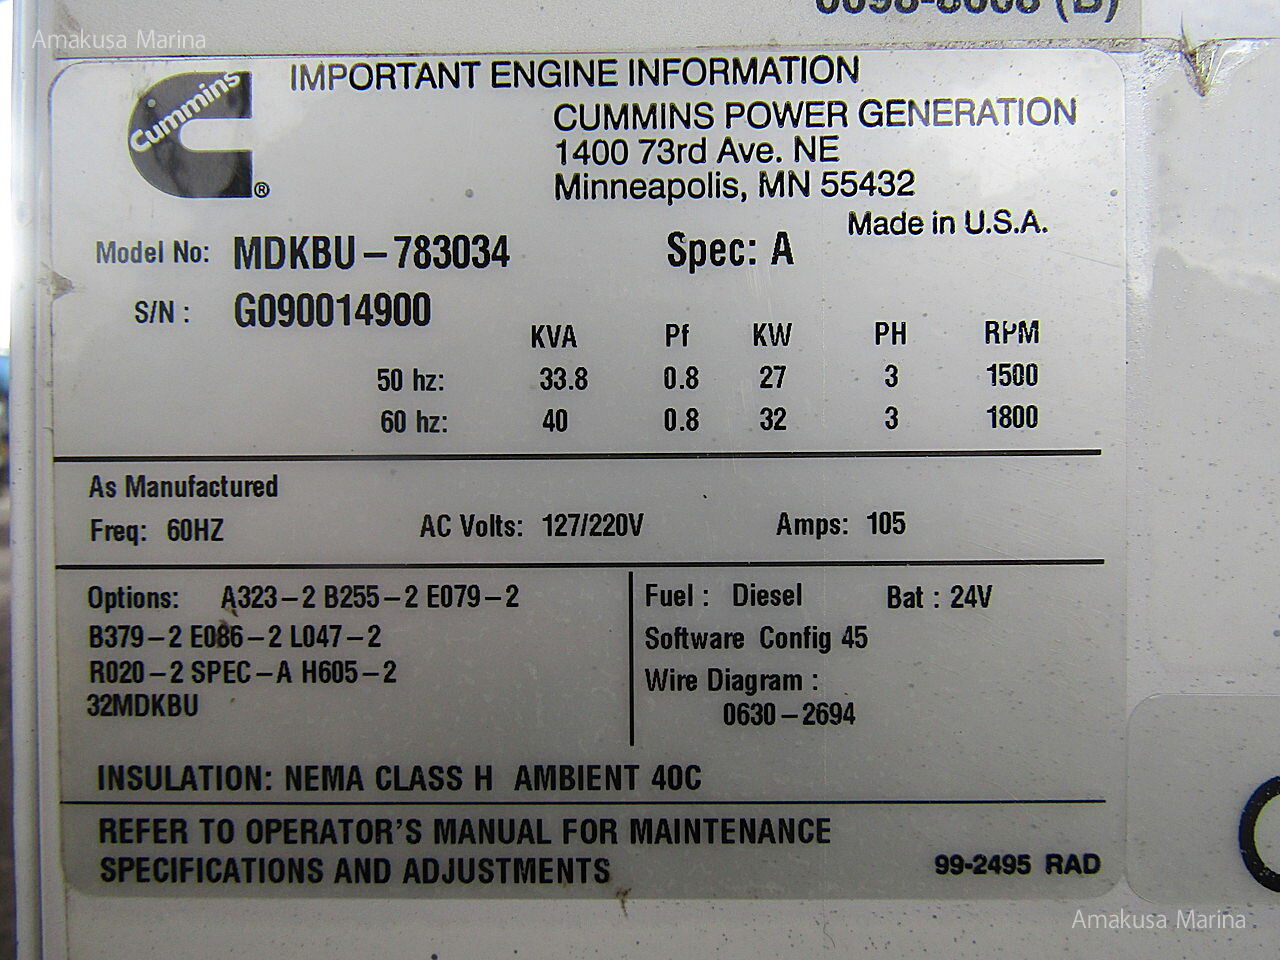 Amakusa Marina
Cummins
®
IMPORTANT ENGINE INFORMATION
CUMMINS POWER GENERATION
1400 73rd Ave. NE
Minneapolis, MN 55432
Made in U.S.A.
Model No: MDKBU-783034 Spec: A
S/N : G090014900
KVA Pf KW PH RPM
50 hz: 33.8 0.8 27 3 1500
60 hz: 40 0.8 32 3 1800
As Manufactured
Freq: 60HZ AC Volts: 127/220V Amps: 105
Options: A323-2 B255-2 E079-2
B379-2 E086-2 L047-2
R020-2 SPEC-A H605-2
32MDKBU
Fuel : Diesel Bat : 24V
Software Config 45
Wire Diagram :
0630-2694
INSULATION: NEMA CLASS H AMBIENT 40C
REFER TO OPERATOR'S MANUAL FOR MAINTENANCE
SPECIFICATIONS AND ADJUSTMENTS
99-2495 RAD
Amakusa Marina